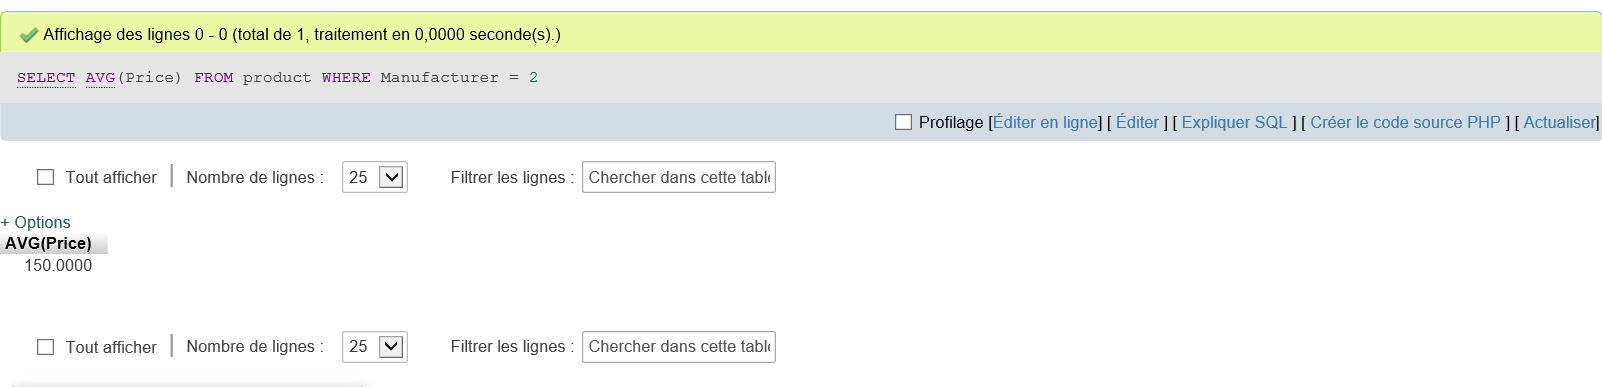 Affichage des lignes 0 - 0 (total de 1, traitement en 0,0000 seconde(s).)
SELECT AVG(Price) FROM product WHERE Manufacturer = 2
Profilage [Éditer en ligne] [ Éditer ] [ Expliquer SQL ] [ Créer le code source PHP ] [ Actualiser]
Tout afficher | Nombre de lignes : 25 Filtrer les lignes : Chercher dans cette table
+ Options
AVG(Price)
150.0000
Tout afficher | Nombre de lignes : 25 Filtrer les lignes : Chercher dans cette table